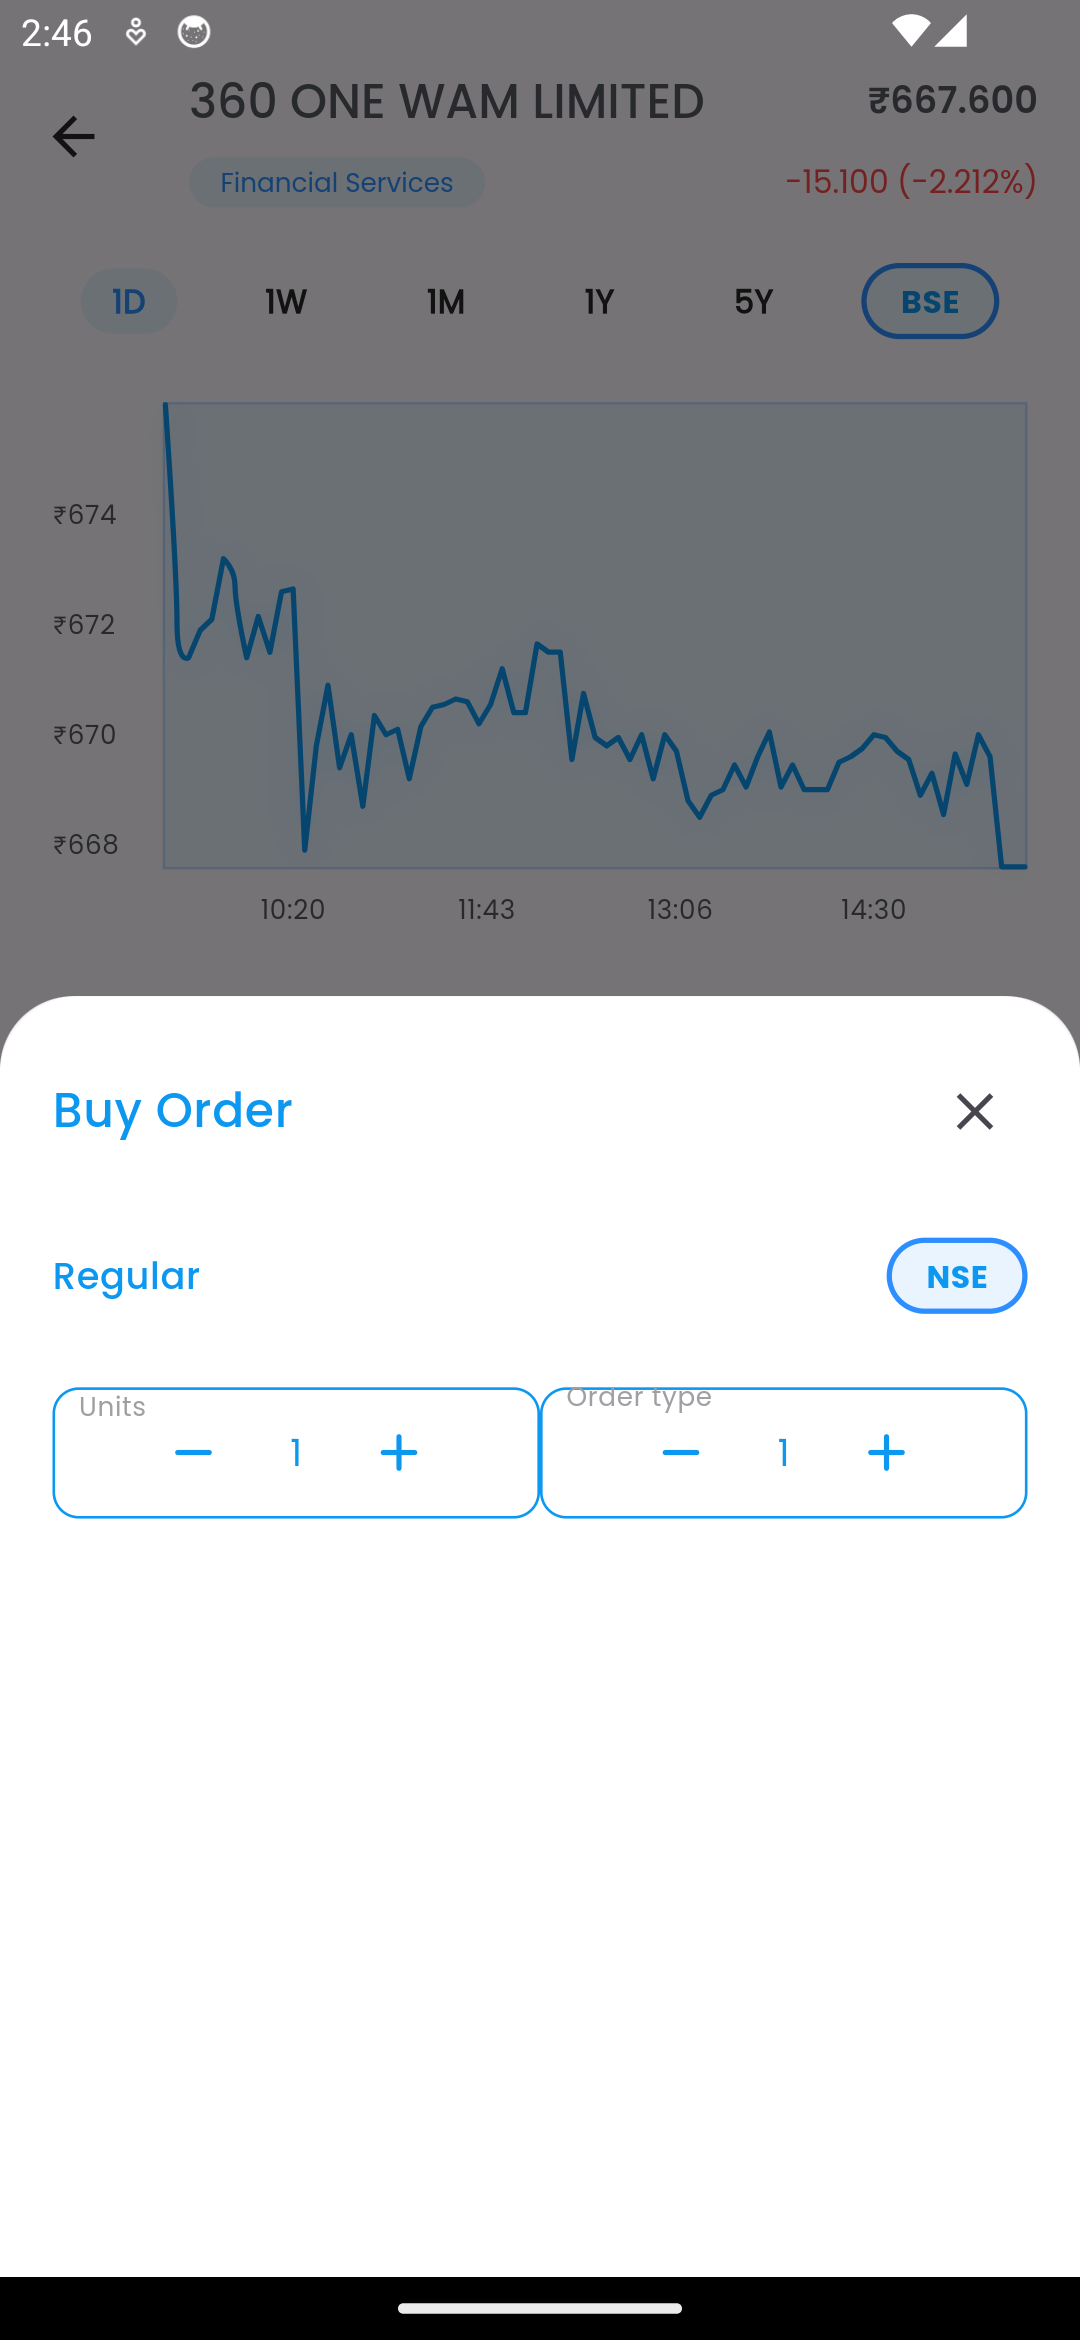 2:46
360 ONE WAM LIMITED ₹667.600
Financial Services -15.100 (-2.212%)
1D 1W 1M 1Y 5Y BSE
₹674
₹672
₹670
₹668
10:20 11:43 13:06 14:30
Buy Order
Regular NSE
Units Order type
1 1